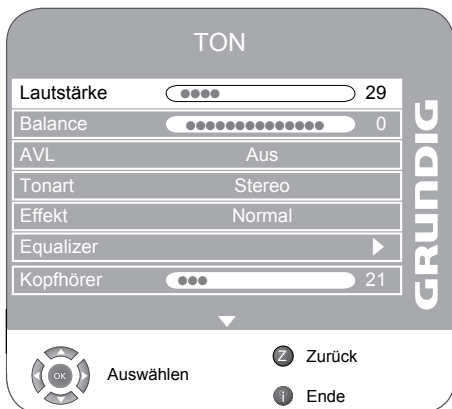 TON
Lautstärke 29
Balance 0
AVL Aus
Tonart Stereo
Effekt Normal
Equalizer
Kopfhörer 21
GRUNDIG
OK Auswählen
Z Zurück
i Ende